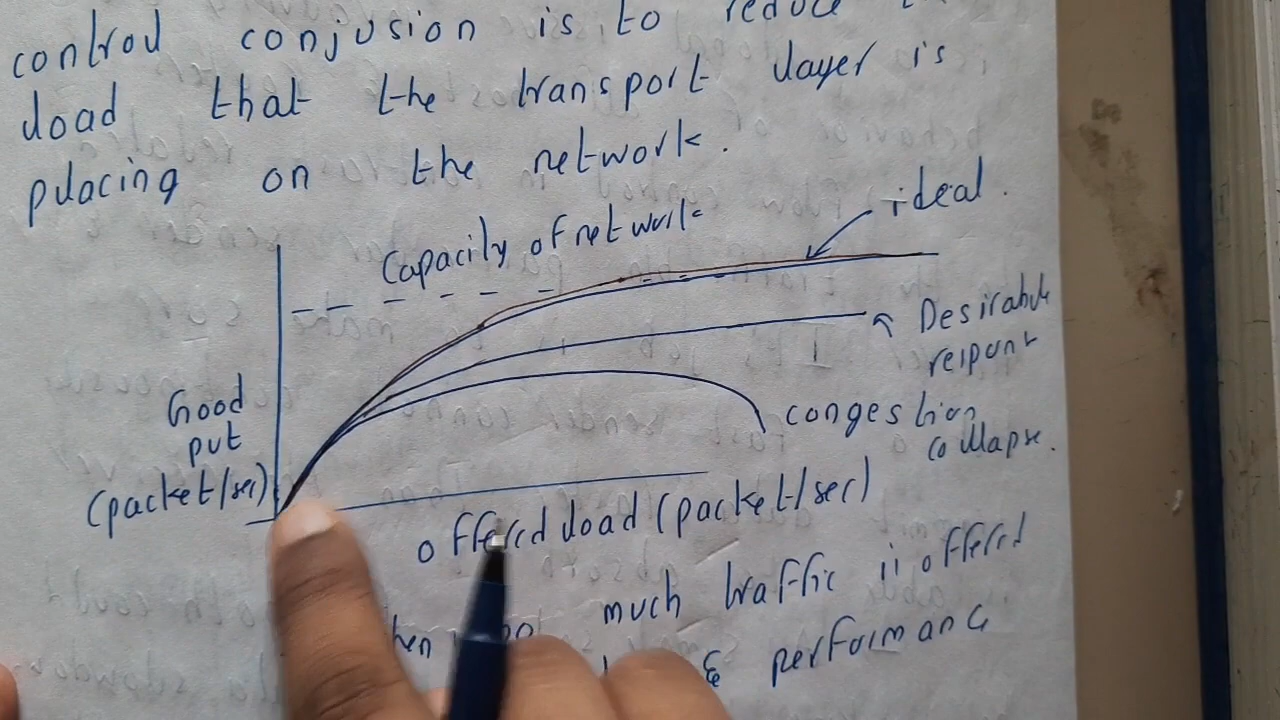 control conjusion is to reduce
load that the transport layer is
placing on the network.
Capacity of network
ideal.
Desirable
respons
Good
put
(packet/sec)
congestion
collapse.
offered load (packet/sec)
much traffic is offered
& performance